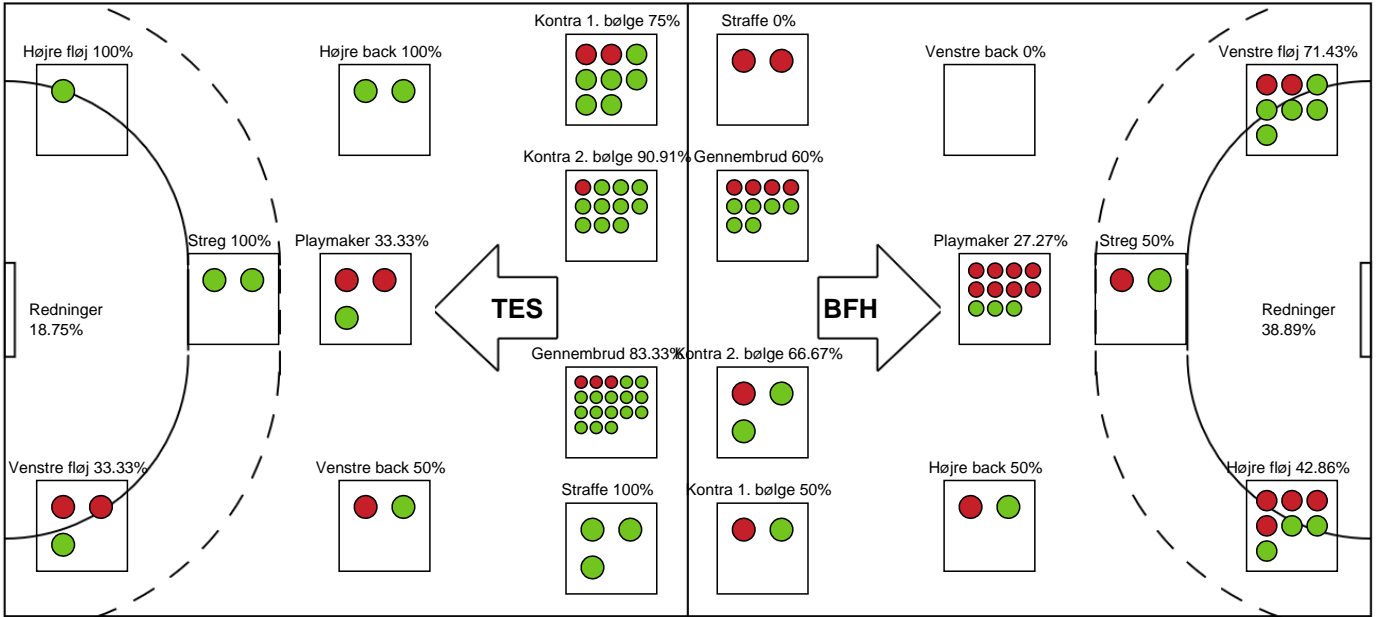 Kontra 1. bølge 75%
Straffe 0%
Højre fløj 100%
Højre back 100%
Venstre back 0%
Venstre fløj 71.43%
Kontra 2. bølge 90.91%
Gennembrud 60%
Streg 100%
Playmaker 33.33%
Playmaker 27.27%
Streg 50%
Redninger
18.75%
TES
BFH
Redninger
38.89%
Gennembrud 83.33%
Kontra 2. bølge 66.67%
Venstre fløj 33.33%
Venstre back 50%
Højre back 50%
Højre fløj 42.86%
Straffe 100%
Kontra 1. bølge 50%